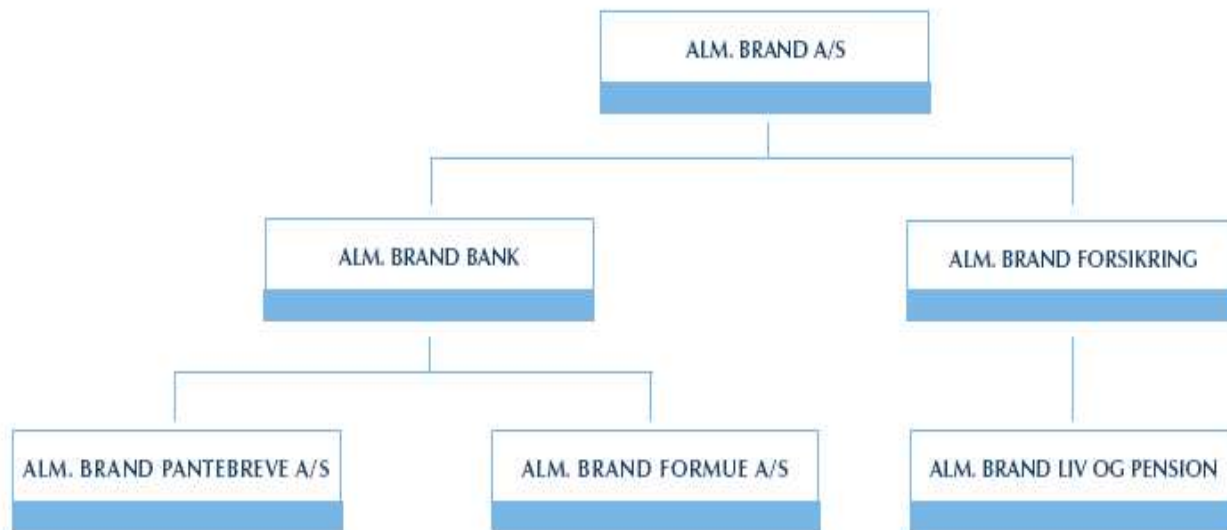 ALM. BRAND A/S
ALM. BRAND BANK
ALM. BRAND FORSIKRING
ALM. BRAND PANTEBREVE A/S
ALM. BRAND FORMUE A/S
ALM. BRAND LIV OG PENSION